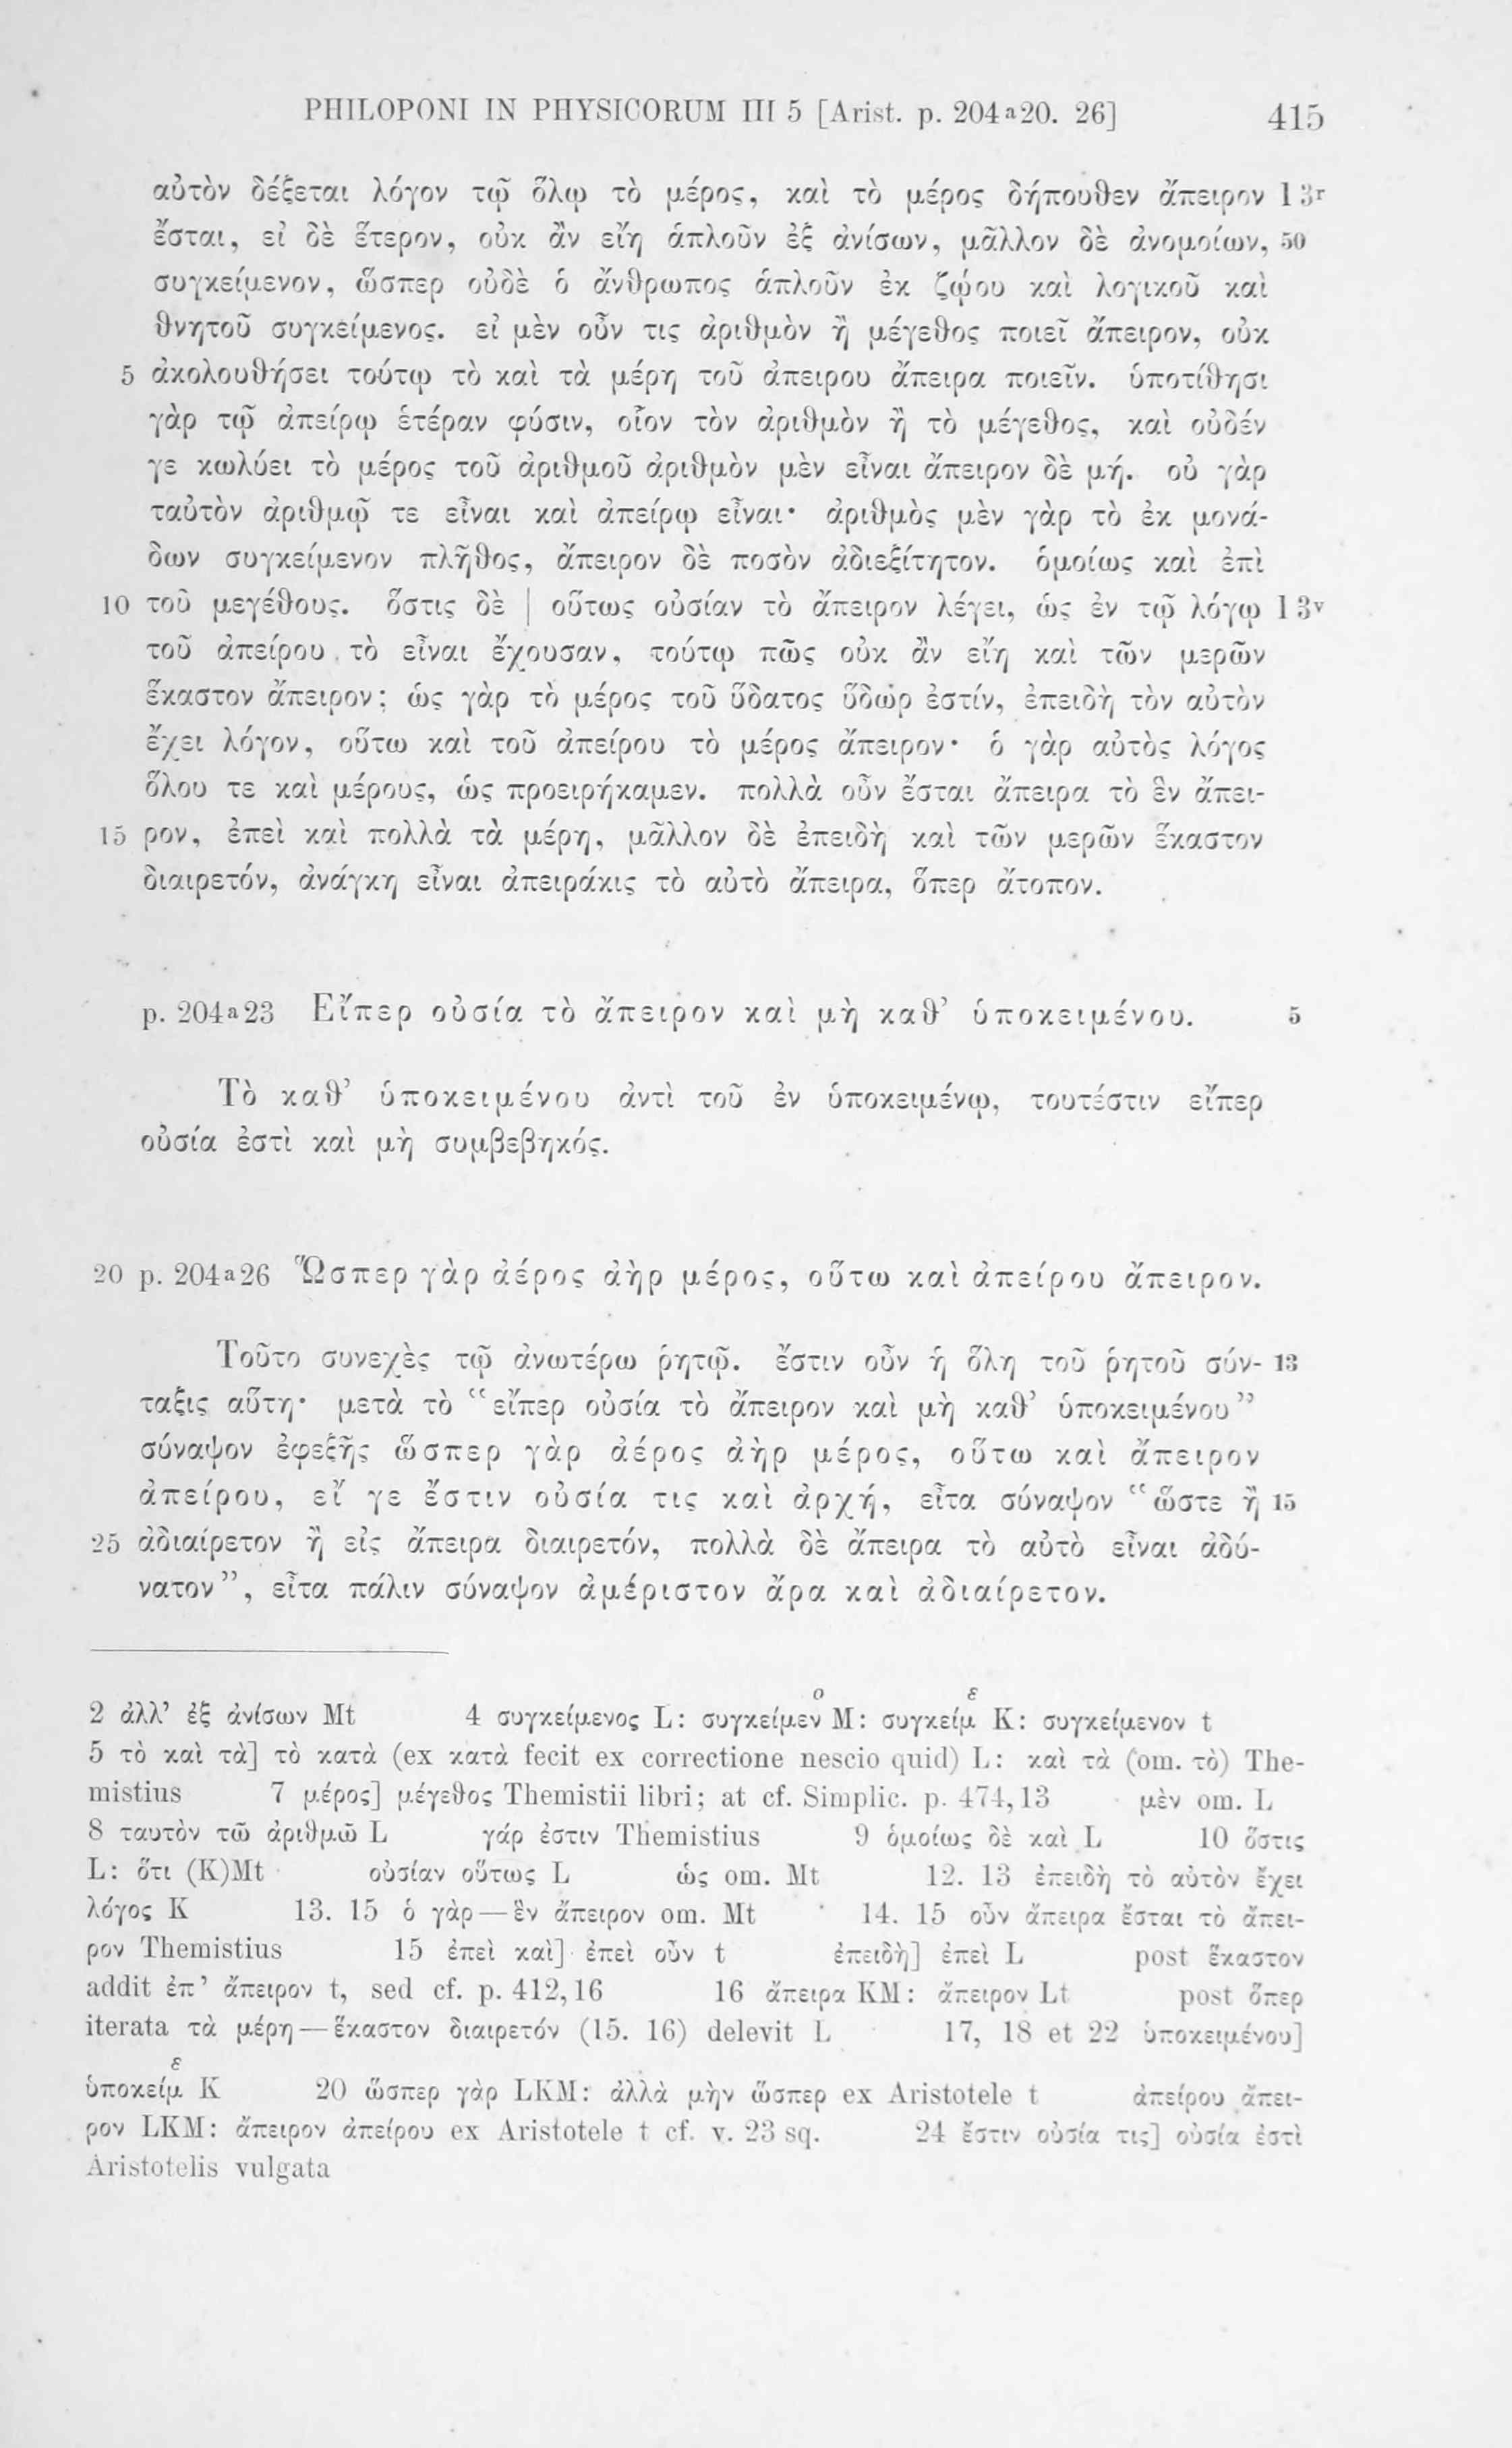 PHILOPONI IN PHYSICORUM III 5 [Arist. p. 204ᵃ20. 26] 415
αὐτὸν δέξεται λόγον τῷ ὅλῳ τὸ μέρος, καὶ τὸ μέρος δήπουθεν ἄπειρον l 3ʳ
ἔσται, εἰ δὲ ἕτερον, οὐκ ἂν εἴη ἁπλοῦν ἐξ ἀνίσων, μᾶλλον δὲ ἀνομοίων, 50
συγκείμενον, ὥσπερ οὐδὲ ὁ ἄνθρωπος ἁπλοῦν ἐκ ζῴου καὶ λογικοῦ καὶ
θνητοῦ συγκείμενος. εἰ μὲν οὖν τις ἀριθμὸν ἢ μέγεθος ποιεῖ ἄπειρον, οὐκ
5 ἀκολουθήσει τούτῳ τὸ καὶ τὰ μέρη τοῦ ἀπείρου ἄπειρα ποιεῖν. ὑποτίθησι
γὰρ τῷ ἀπείρῳ ἑτέραν φύσιν, οἷον τὸν ἀριθμὸν ἢ τὸ μέγεθος, καὶ οὐδέν
γε κωλύει τὸ μέρος τοῦ ἀριθμοῦ ἀριθμὸν μὲν εἶναι ἄπειρον δὲ μή. οὐ γὰρ
ταὐτὸν ἀριθμῷ τε εἶναι καὶ ἀπείρῳ εἶναι· ἀριθμὸς μὲν γὰρ τὸ ἐκ μονά-
δων συγκείμενον πλῆθος, ἄπειρον δὲ ποσὸν ἀδιεξίτητον. ὁμοίως καὶ ἐπὶ
10 τοῦ μεγέθους. ὅστις δὲ | οὕτως οὐσίαν τὸ ἄπειρον λέγει, ὡς ἐν τῷ λόγῳ l 3ᵛ
τοῦ ἀπείρου τὸ εἶναι ἔχουσαν, τούτῳ πῶς οὐκ ἂν εἴη καὶ τῶν μερῶν
ἕκαστον ἄπειρον; ὡς γὰρ τὸ μέρος τοῦ ὕδατος ὕδωρ ἐστίν, ἐπειδὴ τὸν αὐτὸν
ἔχει λόγον, οὕτω καὶ τοῦ ἀπείρου τὸ μέρος ἄπειρον· ὁ γὰρ αὐτὸς λόγος
ὅλου τε καὶ μέρους, ὡς προειρήκαμεν. πολλὰ οὖν ἔσται ἄπειρα τὸ ἓν ἄπει-
15 ρον, ἐπεὶ καὶ πολλὰ τὰ μέρη, μᾶλλον δὲ ἐπειδὴ καὶ τῶν μερῶν ἕκαστον
διαιρετόν, ἀνάγκη εἶναι ἀπειράκις τὸ αὐτὸ ἄπειρα, ὅπερ ἄτοπον.
p. 204ᵃ23 Εἴπερ οὐσία τὸ ἄπειρον καὶ μὴ καθ’ ὑποκειμένου. 5
Τὸ καθ’ ὑποκειμένου ἀντὶ τοῦ ἐν ὑποκειμένῳ, τουτέστιν εἴπερ
οὐσία ἐστὶ καὶ μὴ συμβεβηκός.
20 p. 204ᵃ26 Ὥσπερ γὰρ ἀέρος ἀὴρ μέρος, οὕτω καὶ ἀπείρου ἄπειρον.
Τοῦτο συνεχὲς τῷ ἀνωτέρω ῥητῷ. ἔστιν οὖν ἡ ὅλη τοῦ ῥητοῦ σύν- 13
ταξις αὕτη· μετὰ τὸ “εἴπερ οὐσία τὸ ἄπειρον καὶ μὴ καθ’ ὑποκειμένου”
σύναψον ἐφεξῆς ὥσπερ γὰρ ἀέρος ἀὴρ μέρος, οὕτω καὶ ἄπειρον
ἀπείρου, εἴ γε ἔστιν οὐσία τις καὶ ἀρχή, εἶτα σύναψον “ὥστε ἢ 15
25 ἀδιαίρετον ἢ εἰς ἄπειρα διαιρετόν, πολλὰ δὲ ἄπειρα τὸ αὐτὸ εἶναι ἀδύ-
νατον”, εἶτα πάλιν σύναψον ἀμέριστον ἄρα καὶ ἀδιαίρετον.
2 ἀλλ’ ἐξ ἀνίσων Mt 4 συγκείμενος L: συγκείμενο M: συγκείμε K: συγκείμενον t
5 τὸ καὶ τὰ] τὸ κατὰ (ex κατὰ fecit ex correctione nescio quid) L: καὶ τὰ (om. τὸ) The-
mistius 7 μέρος] μέγεθος Themistii libri; at cf. Simplic. p. 474,13 μὲν om. L
8 ταυτὸν τῶ ἀριθμῶ L γάρ ἐστιν Themistius 9 ὁμοίως δὲ καὶ L 10 ὅστις
L: ὅτι (K)Mt οὐσίαν οὕτως L ὡς om. Mt 12. 13 ἐπειδὴ τὸ αὐτὸν ἔχει
λόγος K 13. 15 ὁ γὰρ — ἓν ἄπειρον om. Mt 14. 15 οὖν ἄπειρα ἔσται τὸ ἄπει-
ρον Themistius 15 ἐπεὶ καὶ] ἐπεὶ οὖν t ἐπειδὴ] ἐπεὶ L post ἕκαστον
addit ἐπ’ ἄπειρον t, sed cf. p. 412,16 16 ἄπειρα KM: ἄπειρον Lt post ὅπερ
iterata τὰ μέρη — ἕκαστον διαιρετόν (15. 16) delevit L 17, 18 et 22 ὑποκειμένου]
ὑποκείμε K 20 ὥσπερ γὰρ LKM: ἀλλὰ μὴν ὥσπερ ex Aristotele t ἀπείρου ἄπει-
ρον LKM: ἄπειρον ἀπείρου ex Aristotele t cf. v. 23 sq. 24 ἔστιν οὐσία τις] οὐσία ἐστὶ
Aristotelis vulgata